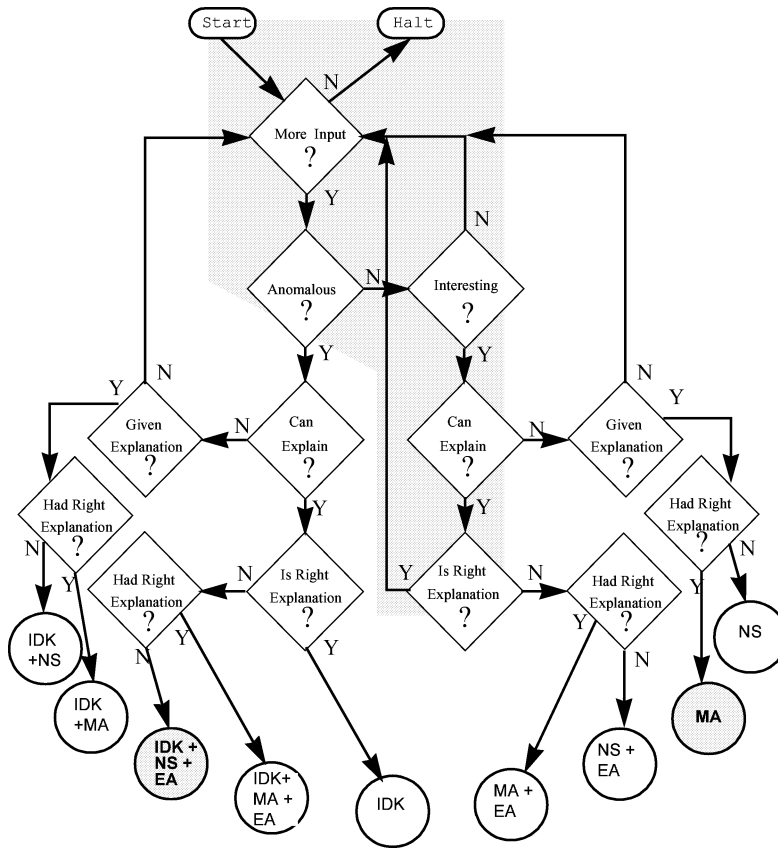 Start
Halt
N
More Input
?
Y
N
Anomalous
?
N
Interesting
?
Y
Y
Y
N
N
Y
Given
Explanation
?
N
Can
Explain
?
Can
Explain
?
N
Given
Explanation
?
Had Right
Explanation
?
Y
Y
Had Right
Explanation
?
N
Y
Had Right
Explanation
?
N
Is Right
Explanation
?
Y
Is Right
Explanation
?
N
Had Right
Explanation
?
Y
N
IDK
+NS
N
Y
Y
Y
N
NS
IDK
+MA
IDK +
NS +
EA
IDK+
MA +
EA
IDK
MA +
EA
NS +
EA
MA